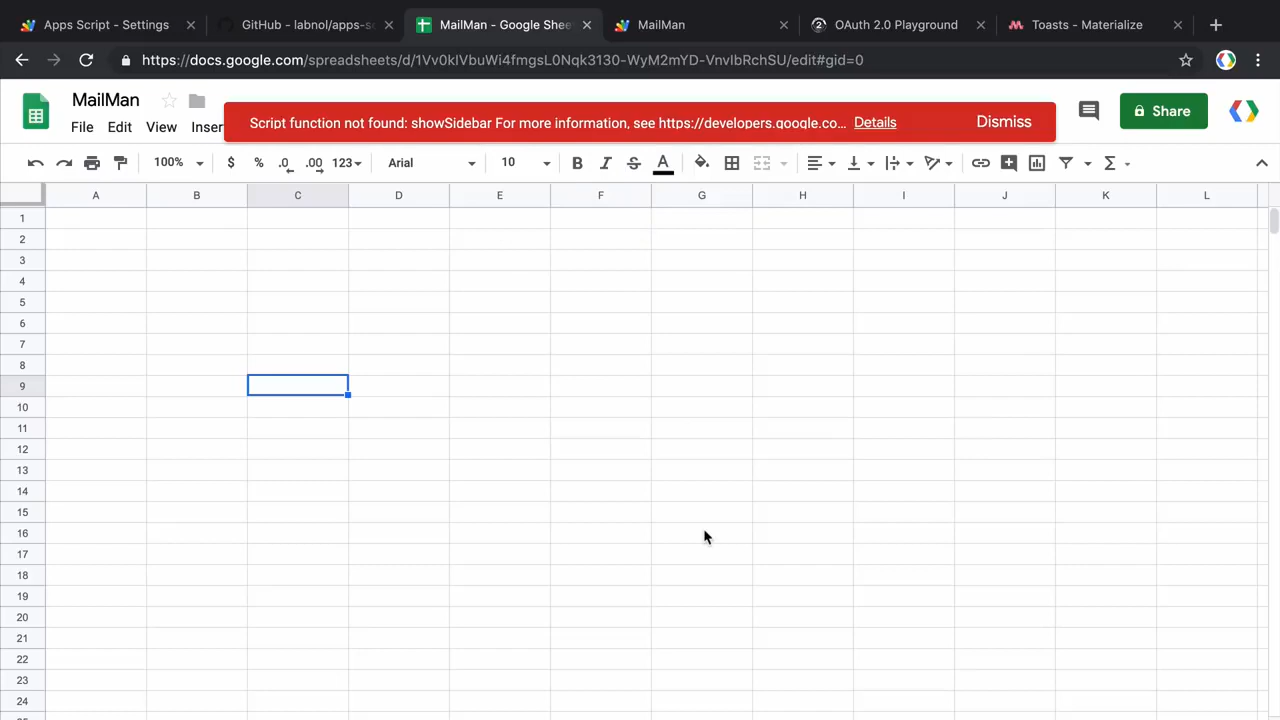 Apps Script - Settings
GitHub - labnol/apps-sc
MailMan - Google Shee
MailMan
OAuth 2.0 Playground
Toasts - Materialize
https://docs.google.com/spreadsheets/d/1Vv0klVbuWi4fmgsL0Nqk3130-WyM2mYD-VnvIbRchSU/edit#gid=0
MailMan
File Edit View Inser
Script function not found: showSidebar For more information, see https://developers.google.co... Details Dismiss
Share
100% $ % .0 .00 123 Arial 10 B I S A Σ
A B C D E F G H I J K L
1
2
3
4
5
6
7
8
9
10
11
12
13
14
15
16
17
18
19
20
21
22
23
24